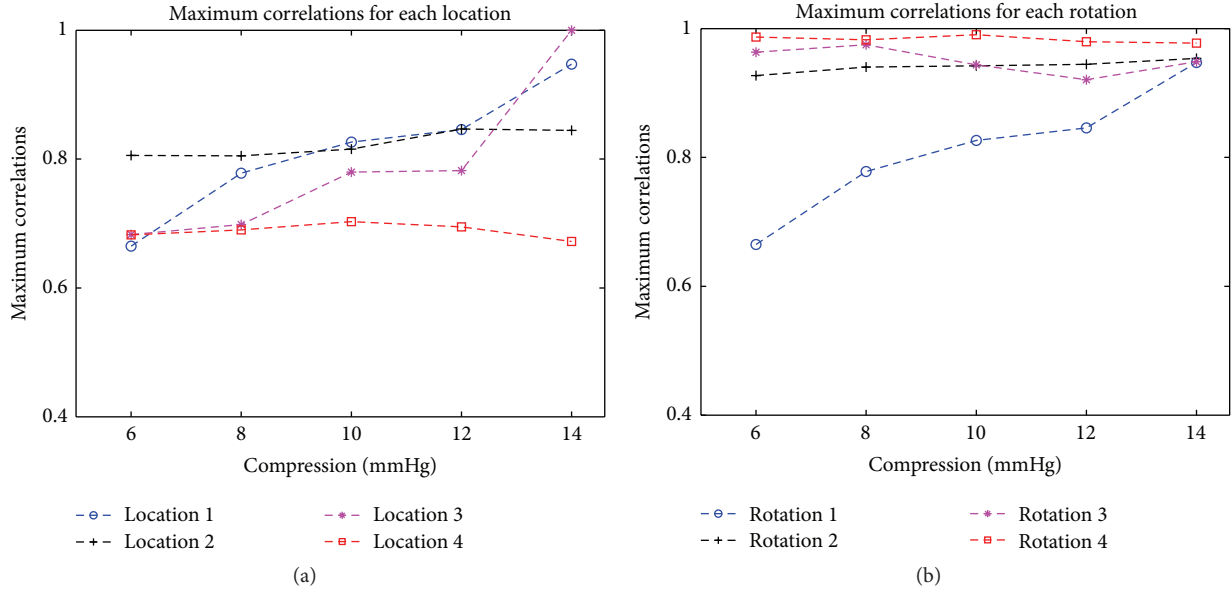 Maximum correlations for each location
1
0.8
0.6
0.4
Maximum correlations
6 8 10 12 14
Compression (mmHg)
Location 1
Location 2
Location 3
Location 4
(a)
Maximum correlations for each rotation
1
0.8
0.6
0.4
Maximum correlations
6 8 10 12 14
Compression (mmHg)
Rotation 1
Rotation 2
Rotation 3
Rotation 4
(b)